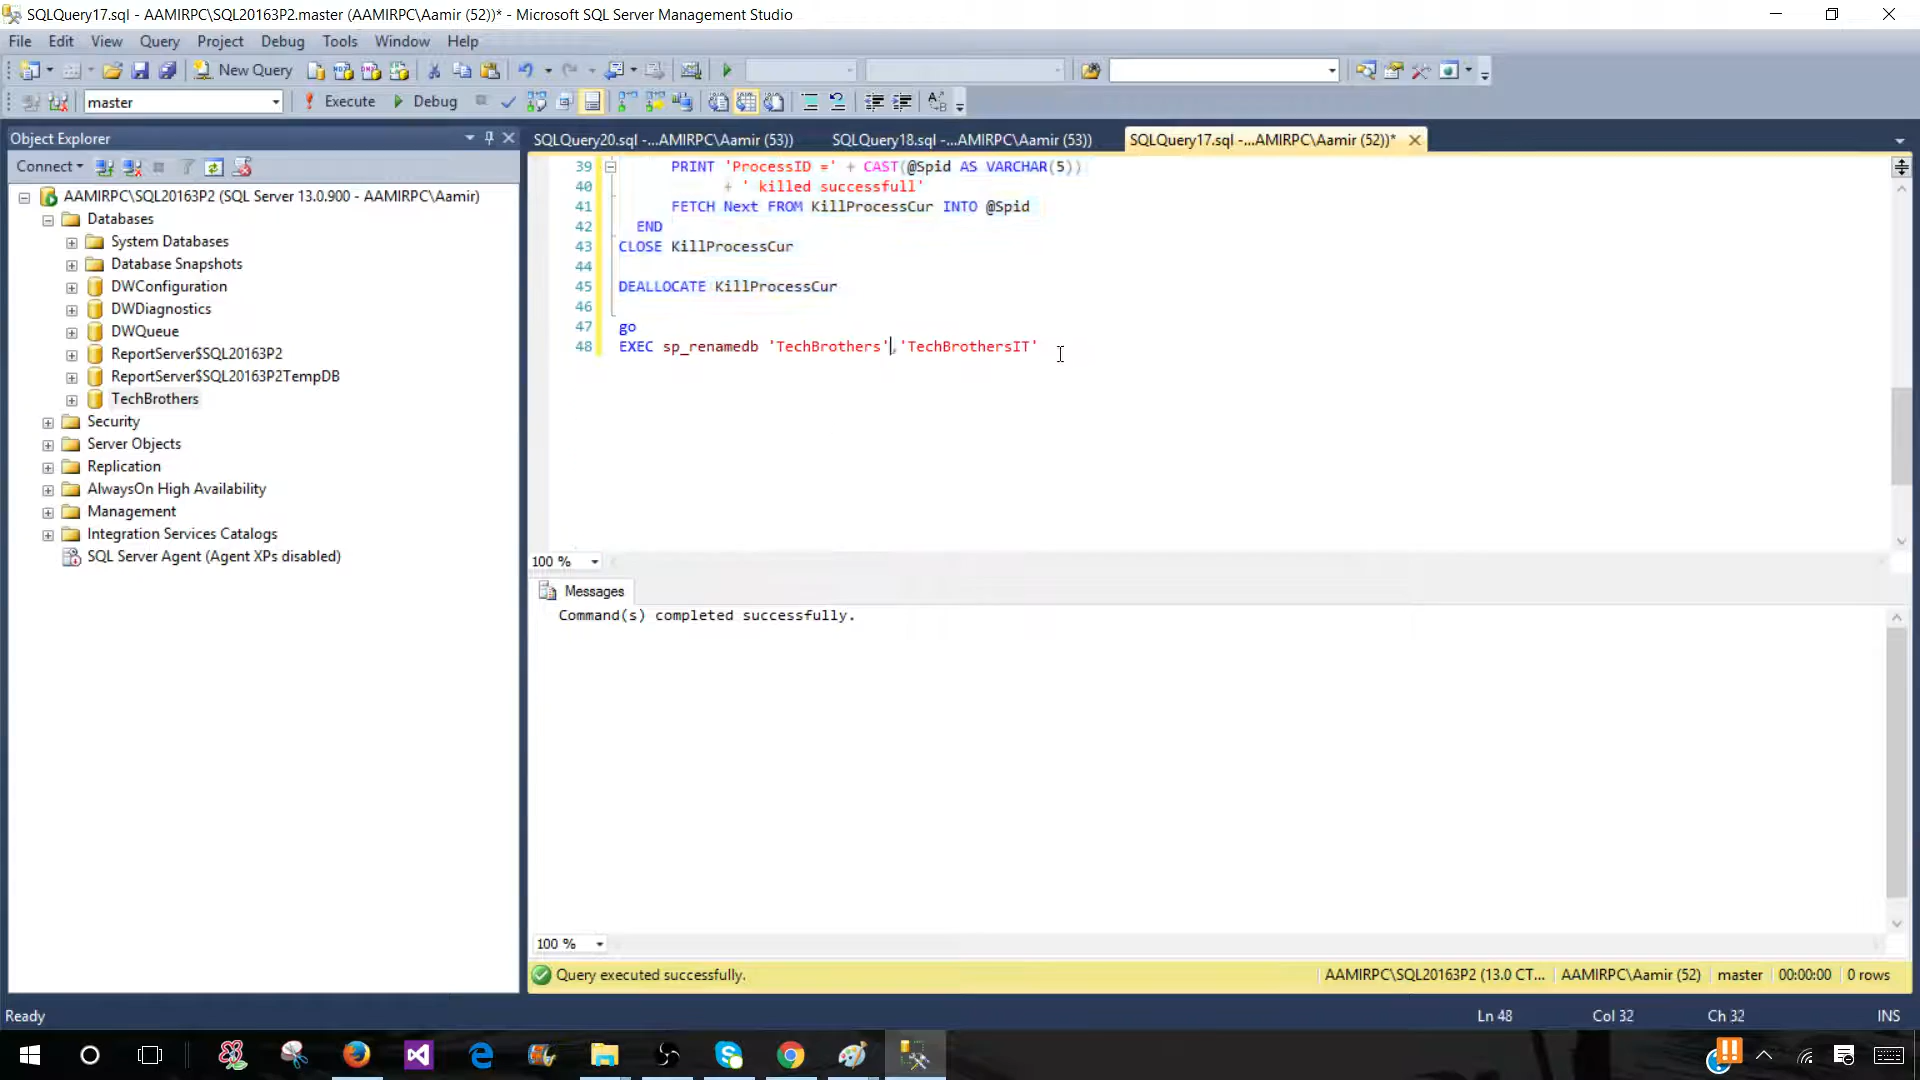 SQLQuery17.sql - AAMIRPC\SQL20163P2.master (AAMIRPC\Aamir (52))* - Microsoft SQL Server Management Studio
File Edit View Query Project Debug Tools Window Help
New Query
master Execute Debug
Object Explorer
Connect
AAMIRPC\SQL20163P2 (SQL Server 13.0.900 - AAMIRPC\Aamir)
Databases
System Databases
Database Snapshots
DWConfiguration
DWDiagnostics
DWQueue
ReportServer$SQL20163P2
ReportServer$SQL20163P2TempDB
TechBrothers
Security
Server Objects
Replication
AlwaysOn High Availability
Management
Integration Services Catalogs
SQL Server Agent (Agent XPs disabled)
SQLQuery20.sql -...AMIRPC\Aamir (53)) SQLQuery18.sql -...AMIRPC\Aamir (53)) SQLQuery17.sql -...AMIRPC\Aamir (52))*
39 PRINT 'ProcessID =' + CAST(@Spid AS VARCHAR(5))
40 + ' killed successfull'
41 FETCH Next FROM KillProcessCur INTO @Spid
42 END
43 CLOSE KillProcessCur
44
45 DEALLOCATE KillProcessCur
46
47 go
48 EXEC sp_renamedb 'TechBrothers','TechBrothersIT'
100 %
Messages
Command(s) completed successfully.
100 %
Query executed successfully. AAMIRPC\SQL20163P2 (13.0 CT... AAMIRPC\Aamir (52) master 00:00:00 0 rows
Ready Ln 48 Col 32 Ch 32 INS